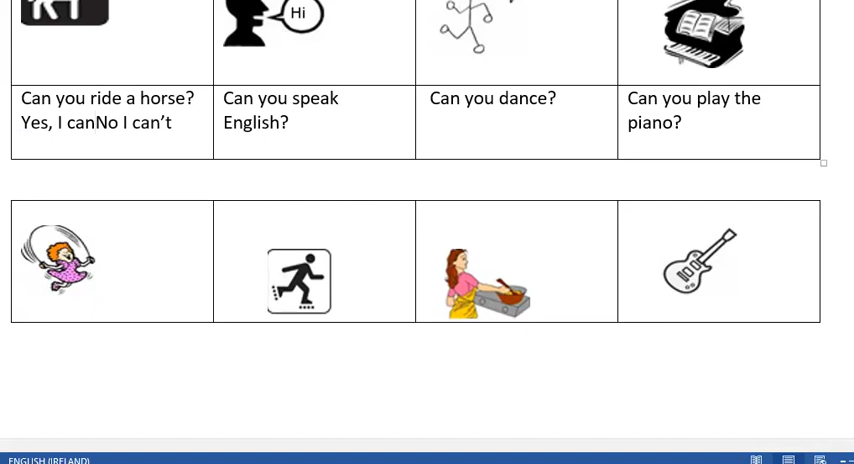 Hi
Can you ride a horse?
Yes, I canNo I can't
Can you speak
English?
Can you dance?
Can you play the
piano?
ENGLISH (IRELAND)